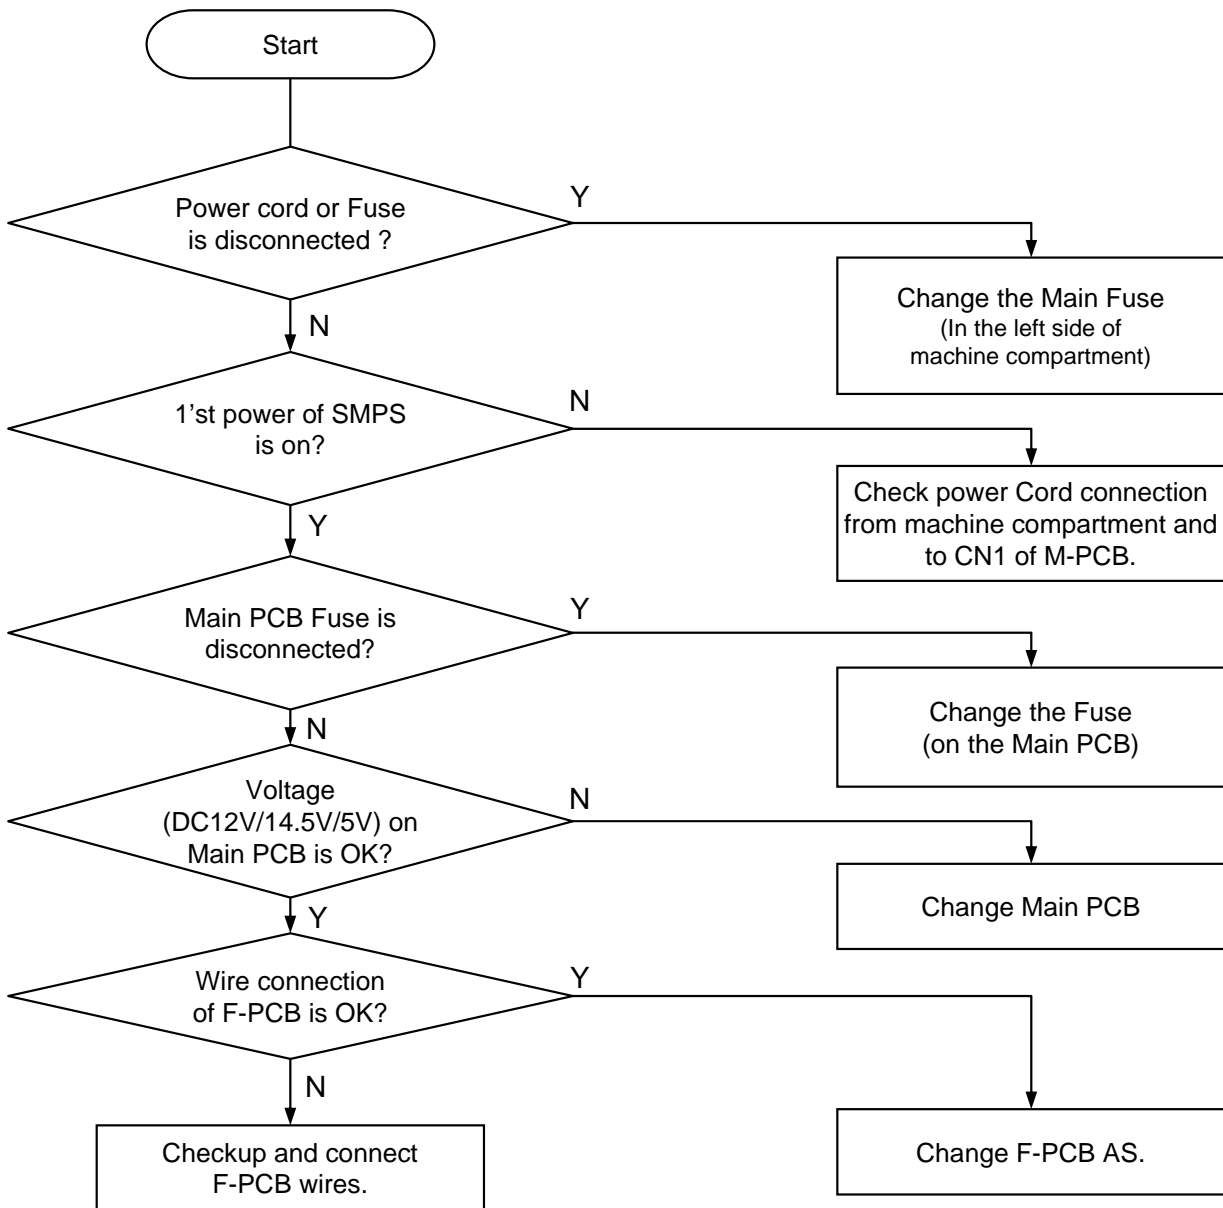 Start
Power cord or Fuse
is disconnected ?
Y
Change the Main Fuse
(In the left side of
machine compartment)
N
1'st power of SMPS
is on?
N
Check power Cord connection
from machine compartment and
to CN1 of M-PCB.
Y
Main PCB Fuse is
disconnected?
Y
Change the Fuse
(on the Main PCB)
N
Voltage
(DC12V/14.5V/5V) on
Main PCB is OK?
N
Change Main PCB
Y
Wire connection
of F-PCB is OK?
Y
Change F-PCB AS.
N
Checkup and connect
F-PCB wires.